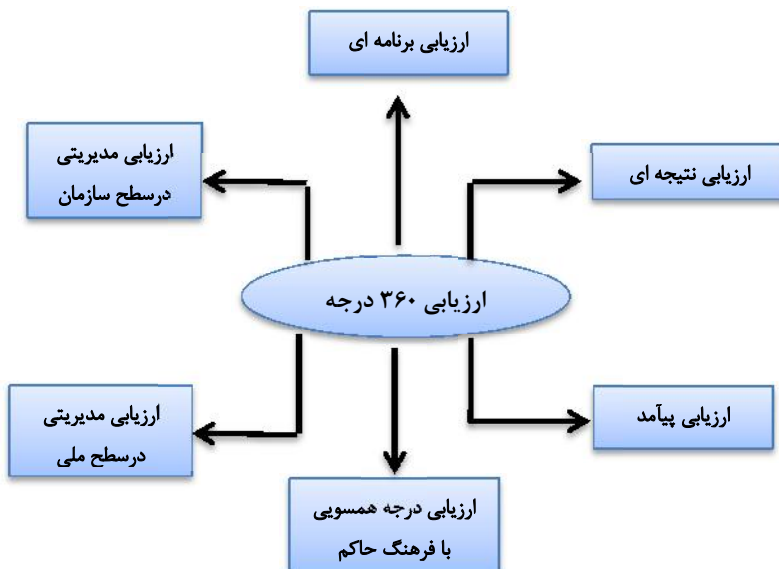 ارزیابی برنامه ای
ارزیابی نتیجه ای
ارزیابی مدیریتی
درسطح سازمان
ارزیابی ۳۶۰ درجه
ارزیابی پیآمد
ارزیابی مدیریتی
درسطح ملی
ارزیابی درجه همسویی
با فرهنگ حاکم